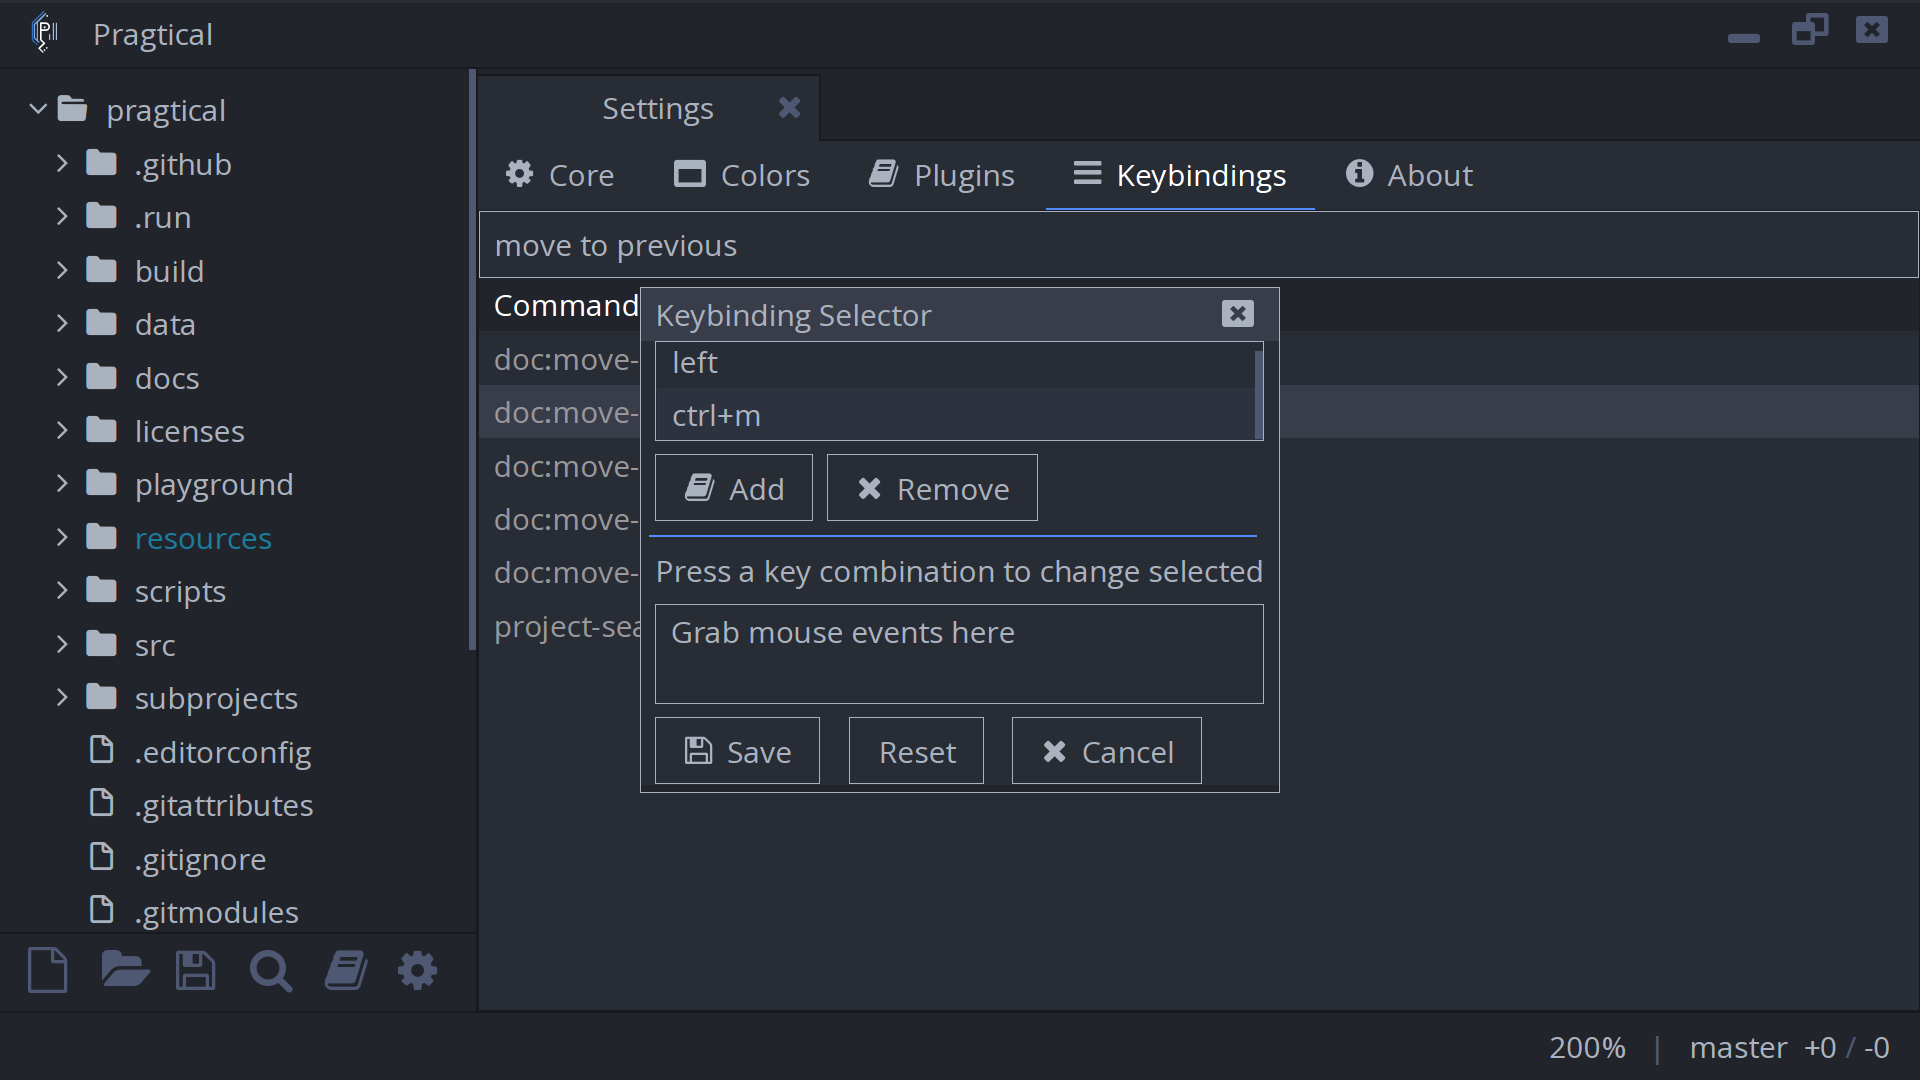 Pragtical
pragtical
.github
.run
build
data
docs
licenses
playground
resources
scripts
src
subprojects
.editorconfig
.gitattributes
.gitignore
.gitmodules
Settings
Core Colors Plugins Keybindings About
move to previous
Command
doc:move-
doc:move-
doc:move-
doc:move-
doc:move-
project-sea
Keybinding Selector
left
ctrl+m
Add Remove
Press a key combination to change selected
Grab mouse events here
Save Reset Cancel
200% | master +0 / -0